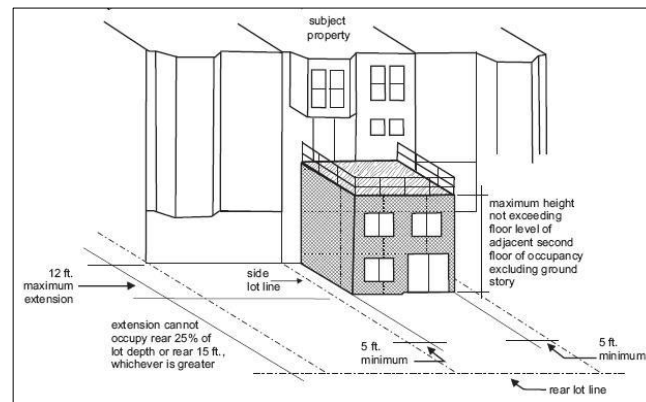 subject
property
maximum height
not exceeding
floor level of
adjacent second
floor of occupancy
excluding ground
story
12 ft.
maximum
extension
side
lot line
extension cannot
occupy rear 25% of
lot depth or rear 15 ft.,
whichever is greater
5 ft.
minimum
5 ft.
minimum
rear lot line